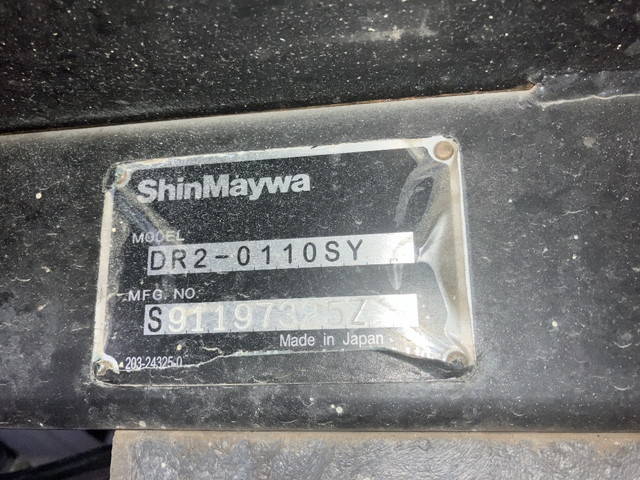 ShinMaywa
MODEL
DR2-0110SY
MFG. NO.
Made in Japan
203-24325-0